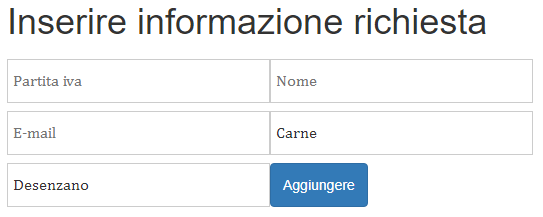 Inserire informazione richiesta
Partita iva Nome
E-mail Carne
Desenzano Aggiungere